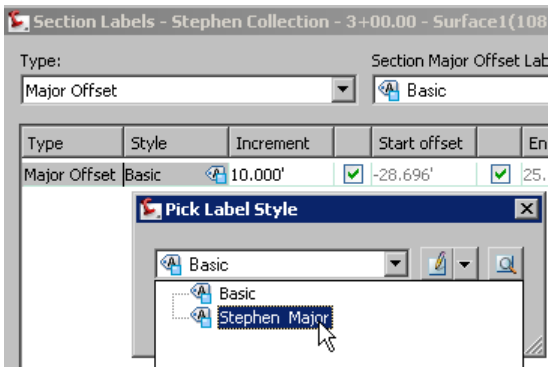 Section Labels - Stephen Collection - 3+00.00 - Surface1(108
Type: Section Major Offset Lab
Major Offset Basic
Type Style Increment Start offset En
Major Offset Basic 10.000' -28.696' 25.
Pick Label Style
Basic
Basic
Stephen Major